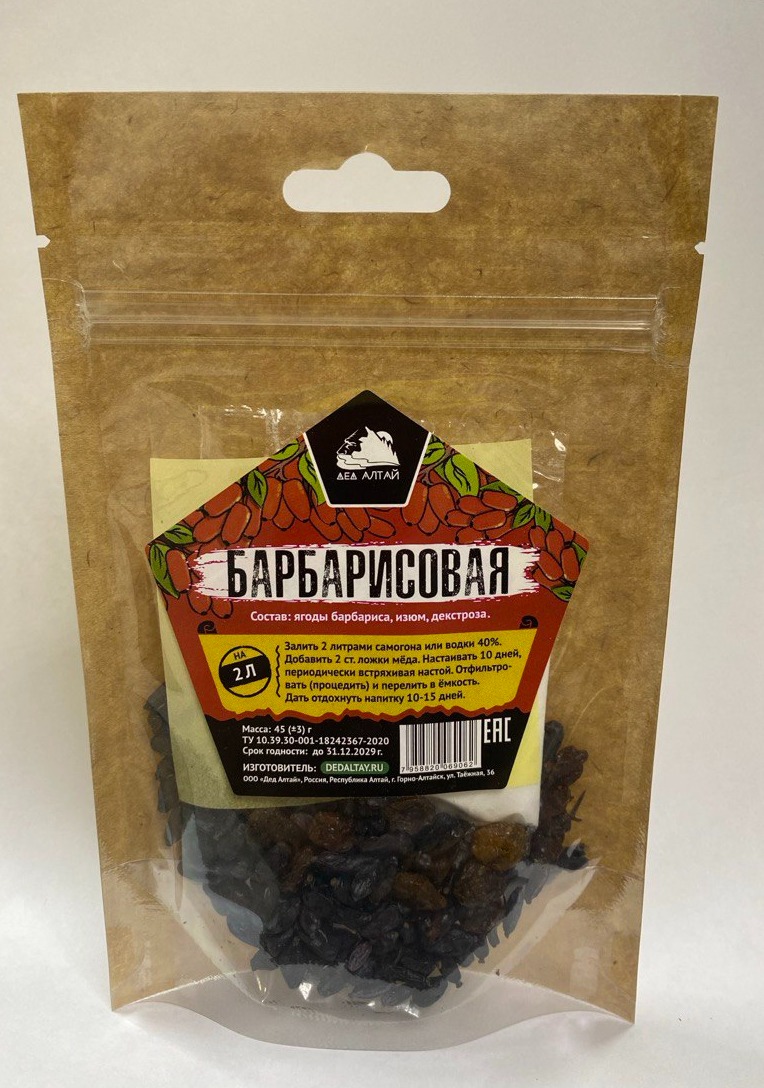 ДЕД АЛТАЙ
БАРБАРИСОВАЯ
Состав: ягоды барбариса, изюм, декстроза.
НА
2 Л
Залить 2 литрами самогона или водки 40%.
Добавить 2 ст. ложки мёда. Настаивать 10 дней,
периодически встряхивая настой. Отфильтро-
вать (процедить) и перелить в ёмкость.
Дать отдохнуть напитку 10-15 дней.
Масса: 45 (±3) г
ТУ 10.39.30-001-18242367-2020
Срок годности: до 31.12.2029 г.
7 958820 069062
EAC
ИЗГОТОВИТЕЛЬ: DEDALTAY.RU
ООО «Дед Алтай», Россия, Республика Алтай, г. Горно-Алтайск, ул. Таёжная, 36